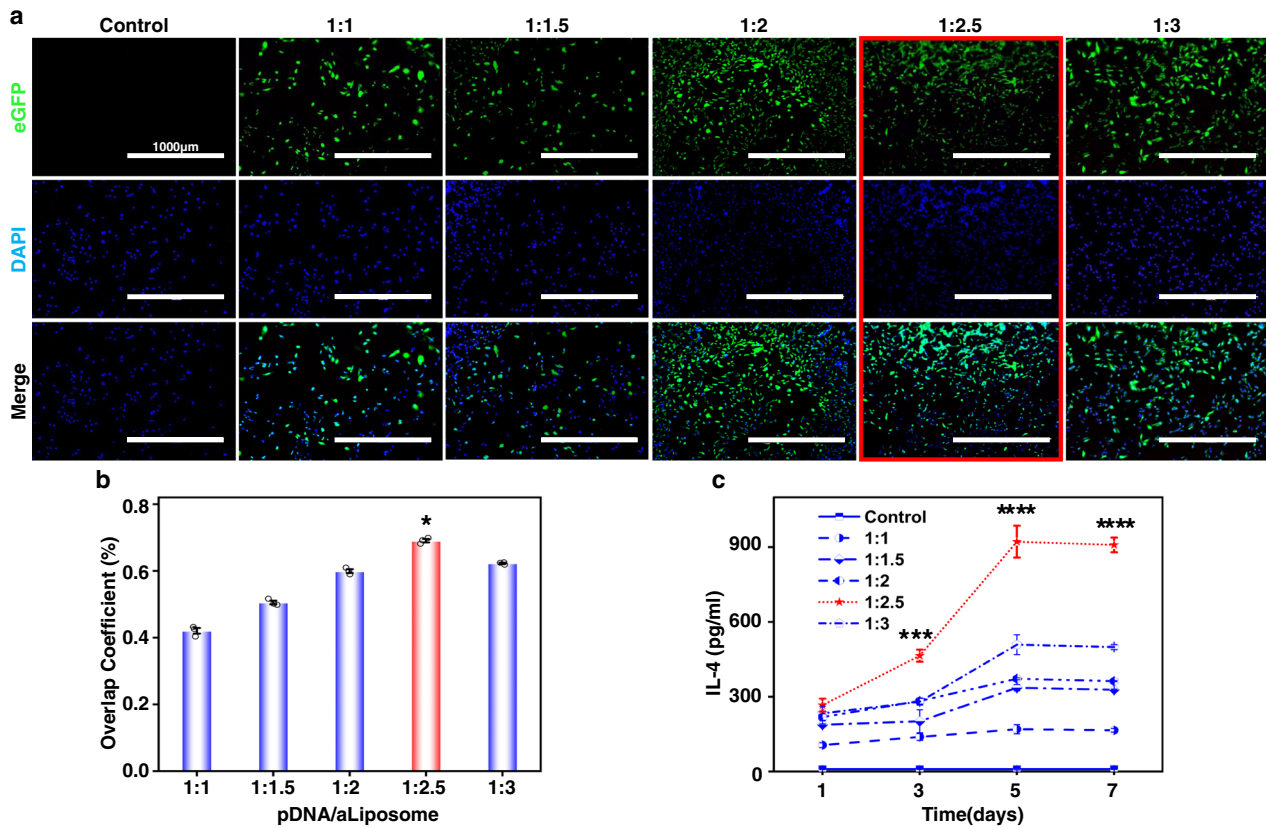 a
Control 1:1 1:1.5 1:2 1:2.5 1:3
eGFP
1000µm
DAPI
Merge
b
0.8
0.6
0.4
0.2
0.0
Overlap Coefficient (%)
*
1:1 1:1.5 1:2 1:2.5 1:3
pDNA/aLiposome
c
900
600
300
0
IL-4 (pg/ml)
Control
1:1
1:1.5
1:2
1:2.5
1:3
***
****
****
1 3 5 7
Time(days)